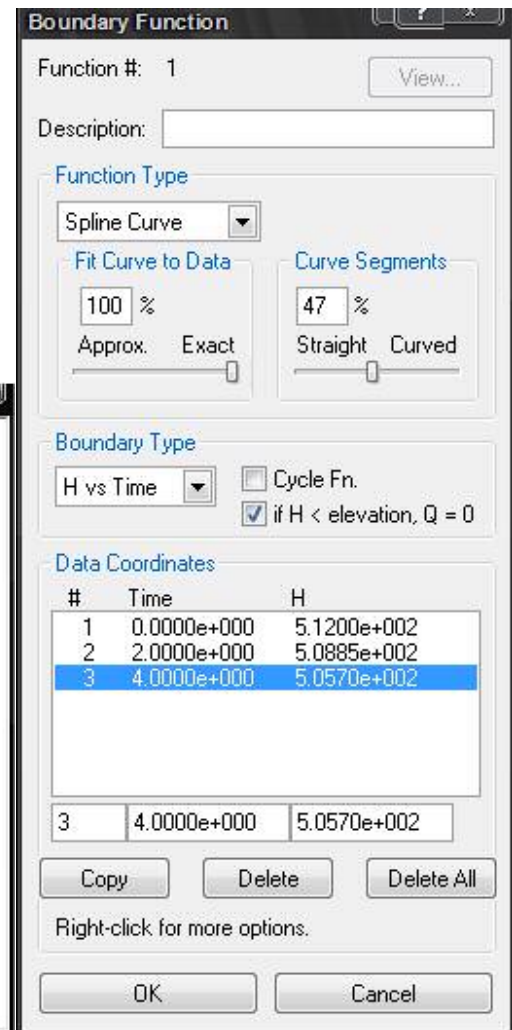 Boundary Function
?
Function #: 1
View...
Description:
Function Type
Spline Curve
Fit Curve to Data
Curve Segments
100 %
47 %
Approx. Exact
Straight Curved
Boundary Type
H vs Time
Cycle Fn.
if H < elevation, Q = 0
Data Coordinates
# Time H
1 0.0000e+000 5.1200e+002
2 2.0000e+000 5.0885e+002
3 4.0000e+000 5.0570e+002
3 4.0000e+000 5.0570e+002
Copy Delete Delete All
Right-click for more options.
OK Cancel